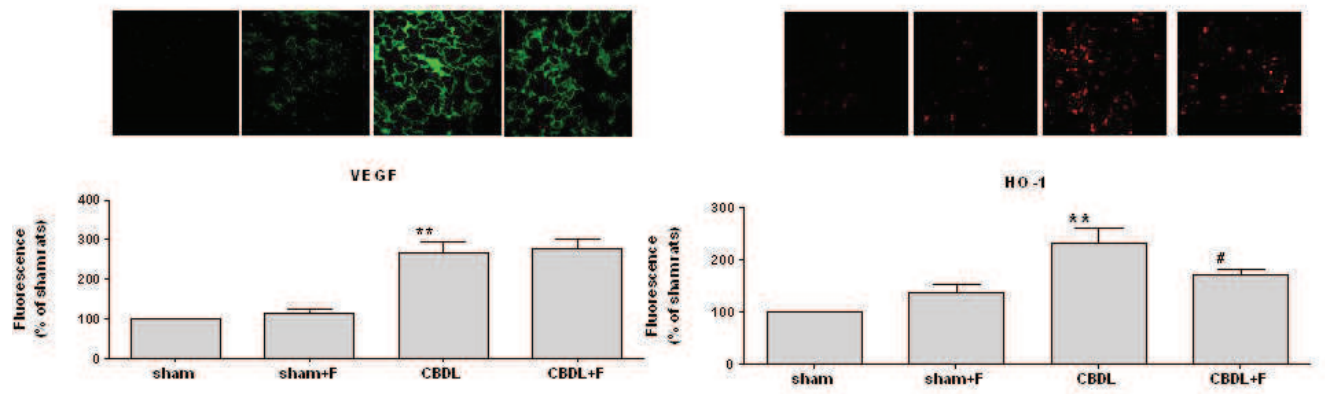 VEGF
Fluorescence
(% of sham rats)
400
300
200
100
0
**
sham
sham+F
CBDL
CBDL+F
HO-1
Fluorescence
(% of sham rats)
300
200
100
0
**
#
sham
sham+F
CBDL
CBDL+F